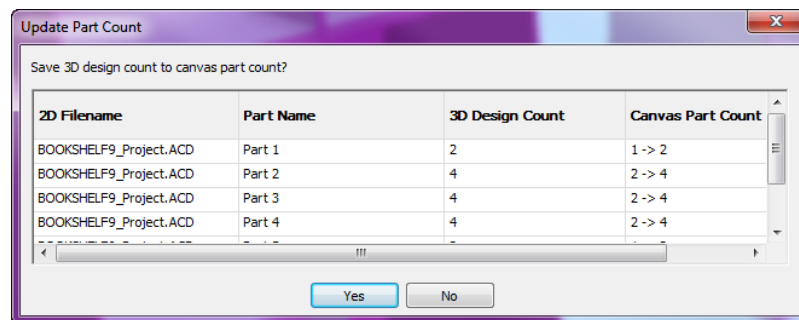 Update Part Count
Save 3D design count to canvas part count?
2D Filename Part Name 3D Design Count Canvas Part Count
BOOKSHELF9_Project.ACD Part 1 2 1 -> 2
BOOKSHELF9_Project.ACD Part 2 4 2 -> 4
BOOKSHELF9_Project.ACD Part 3 4 2 -> 4
BOOKSHELF9_Project.ACD Part 4 4 2 -> 4
Yes No